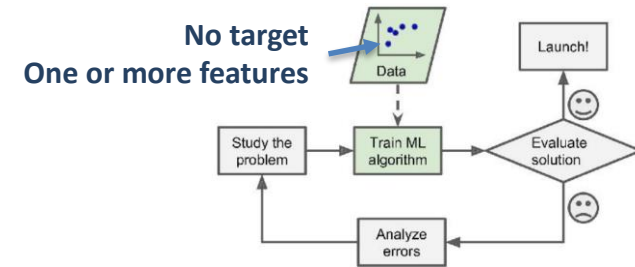 No target
One or more features
Data
Launch!
Study the
problem
Train ML
algorithm
Evaluate
solution
Analyze
errors